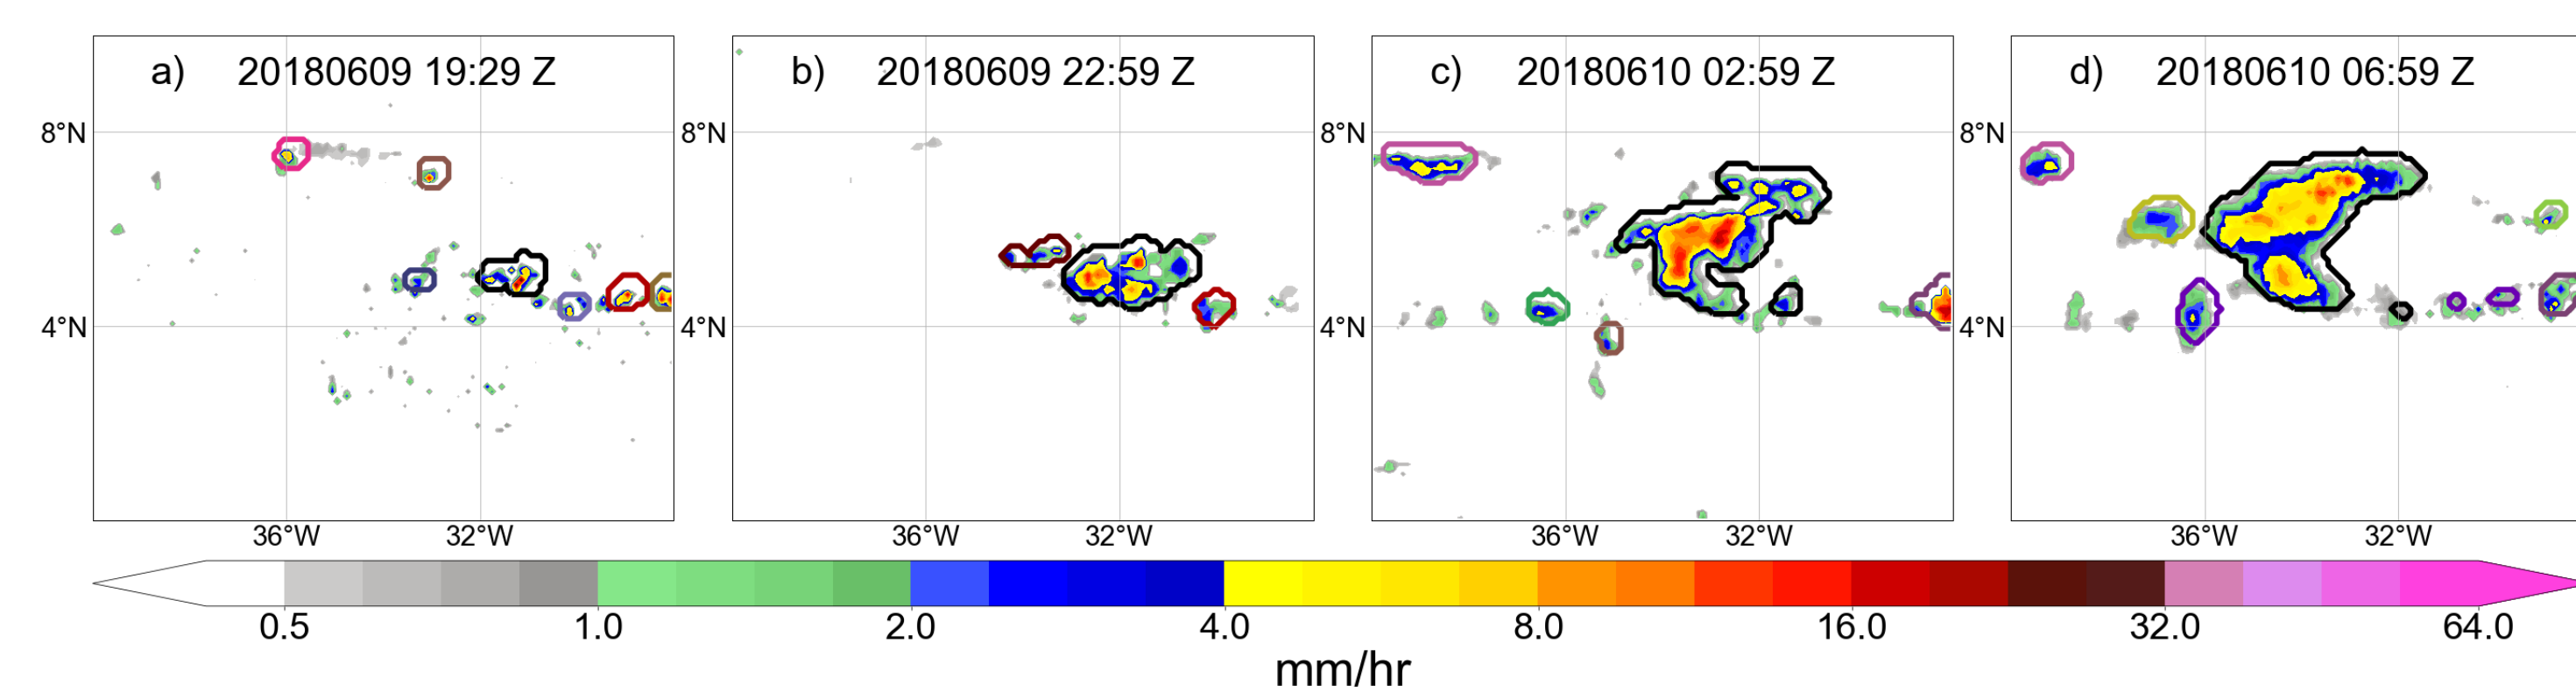 a) 20180609 19:29 Z
b) 20180609 22:59 Z
c) 20180610 02:59 Z
d) 20180610 06:59 Z
8°N 8°N 8°N 8°N
4°N 4°N 4°N 4°N
36°W 32°W 36°W 32°W 36°W 32°W 36°W 32°W
0.5 1.0 2.0 4.0 8.0 16.0 32.0 64.0
mm/hr